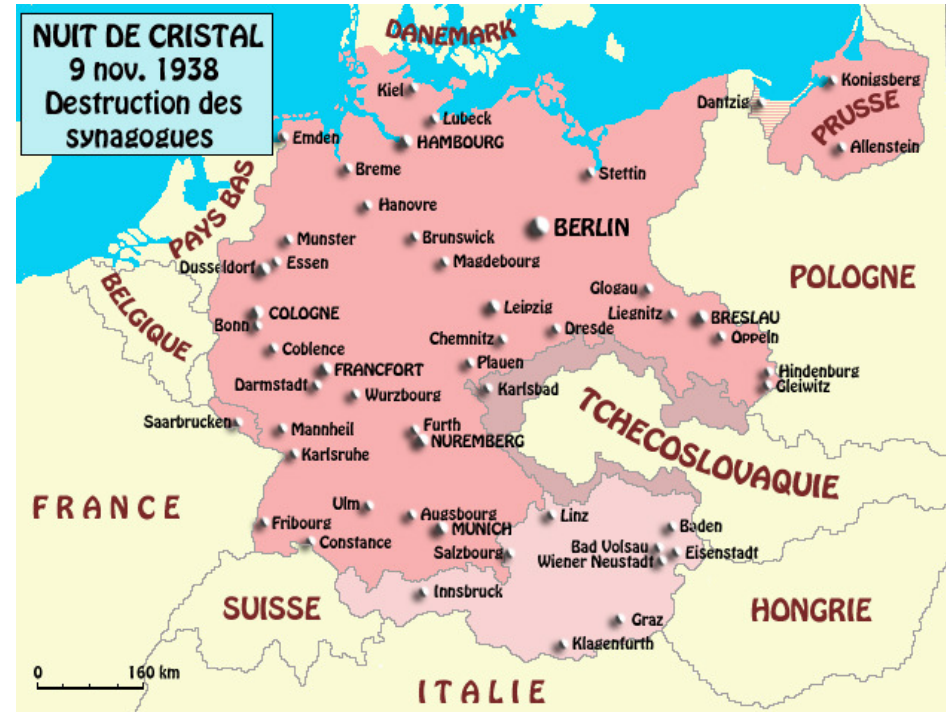 NUIT DE CRISTAL
9 nov. 1938
Destruction des
synagogues
DANEMARK
Kiel
Konigsberg
Dantzig
PRUSSE
Lubeck
Emden
HAMBOURG
Allenstein
Breme
Stettin
PAYS BAS
Hanovre
BERLIN
Munster
Brunswick
Dusseldorf
Essen
Magdebourg
POLOGNE
BELGIQUE
Glogau
COLOGNE
Leipzig
Liegnitz
BRESLAU
Bonn
Chemnitz
Dresde
Oppeln
Coblence
FRANCFORT
Plauen
Hindenburg
Darmstadt
Wurzbourg
Karlsbad
Gleiwitz
TCHECOSLOVAQUIE
Saarbrucken
Mannheil
Furth
NUREMBERG
Karlsruhe
FRANCE
Ulm
Augsbourg
Linz
Fribourg
MUNICH
Baden
Constance
Salzbourg
Bad Volsau
Eisenstadt
Wiener Neustadt
Innsbruck
SUISSE
HONGRIE
Graz
Klagenfurth
0 160 km
ITALIE